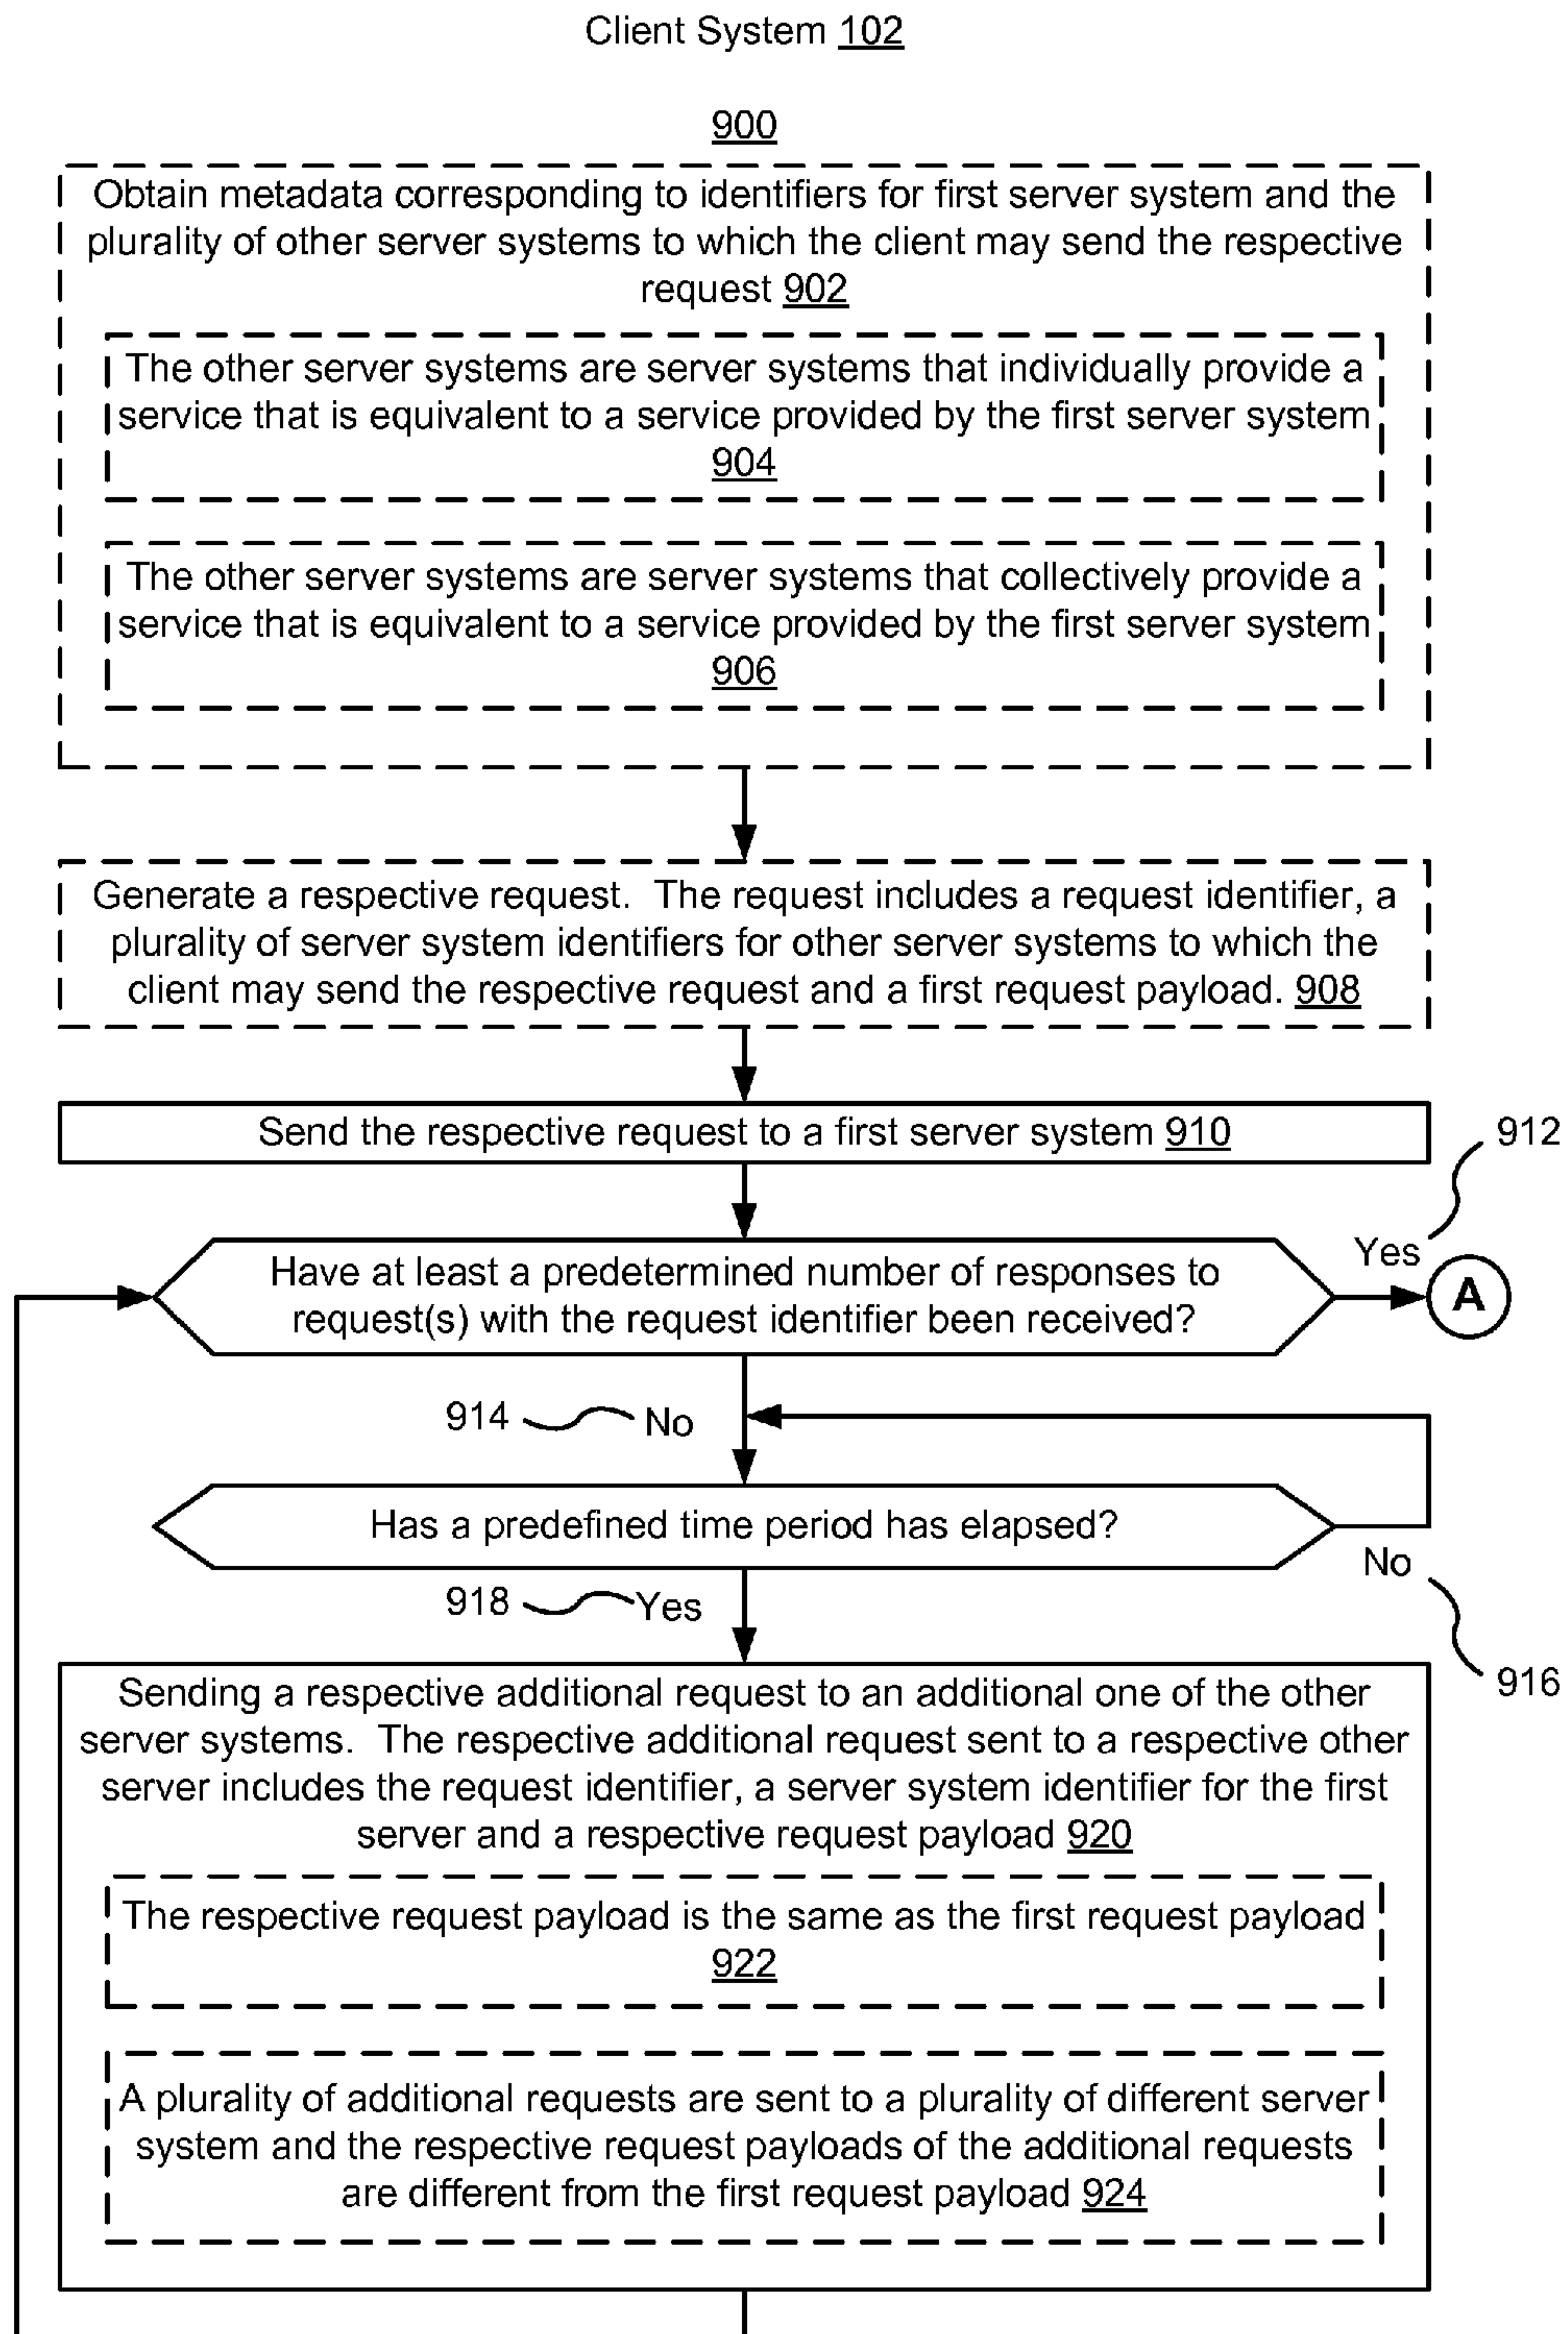 Client System 102
900
Obtain metadata corresponding to identifiers for first server system and the
plurality of other server systems to which the client may send the respective
request 902
The other server systems are server systems that individually provide a
service that is equivalent to a service provided by the first server system
904
The other server systems are server systems that collectively provide a
service that is equivalent to a service provided by the first server system
906
Generate a respective request. The request includes a request identifier, a
plurality of server system identifiers for other server systems to which the
client may send the respective request and a first request payload. 908
Send the respective request to a first server system 910
912
Yes
Have at least a predetermined number of responses to
request(s) with the request identifier been received?
A
914 No
Has a predefined time period has elapsed?
No
918 Yes
916
Sending a respective additional request to an additional one of the other
server systems. The respective additional request sent to a respective other
server includes the request identifier, a server system identifier for the first
server and a respective request payload 920
The respective request payload is the same as the first request payload
922
A plurality of additional requests are sent to a plurality of different server
system and the respective request payloads of the additional requests
are different from the first request payload 924